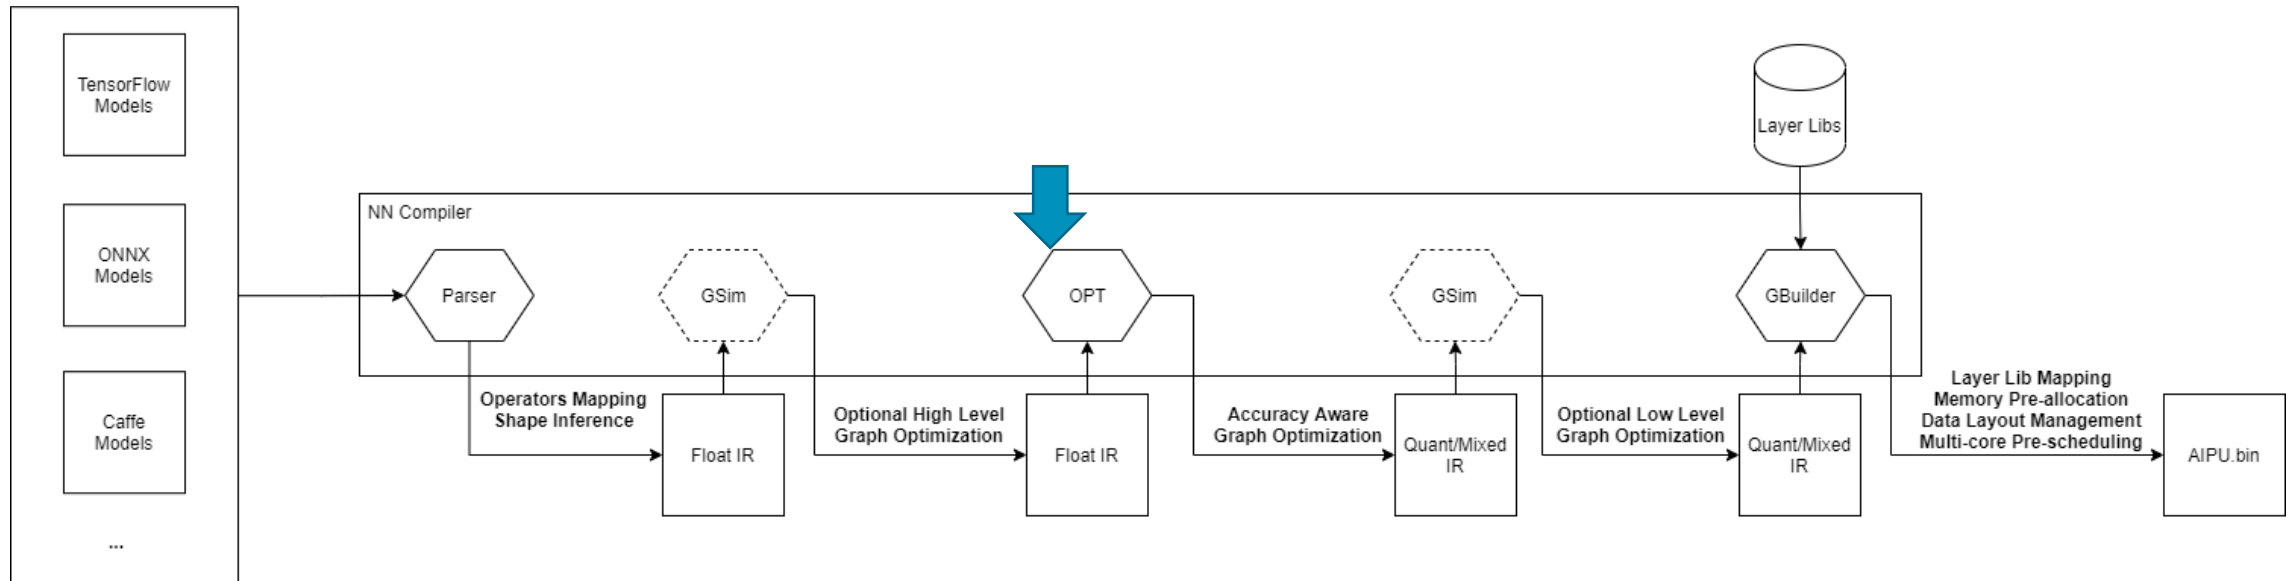 TensorFlow
Models
ONNX
Models
Caffe
Models
...
NN Compiler
Parser
GSim
OPT
GSim
GBuilder
Layer Libs
Operators Mapping
Shape Inference
Float IR
Optional High Level
Graph Optimization
Float IR
Accuracy Aware
Graph Optimization
Quant/Mixed
IR
Optional Low Level
Graph Optimization
Quant/Mixed
IR
Layer Lib Mapping
Memory Pre-allocation
Data Layout Management
Multi-core Pre-scheduling
AIPU.bin